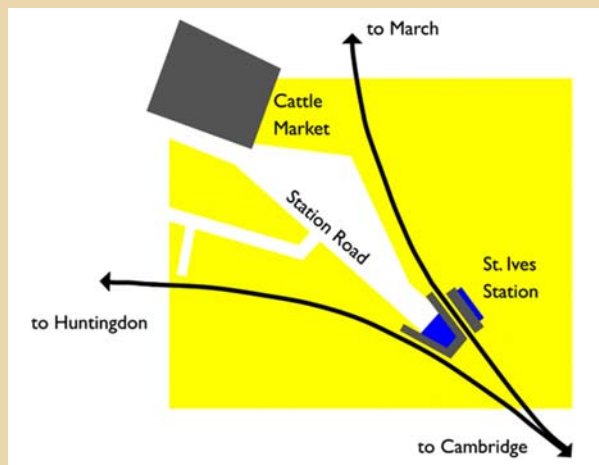 to March
Cattle
Market
Station Road
St. Ives
Station
to Huntingdon
to Cambridge